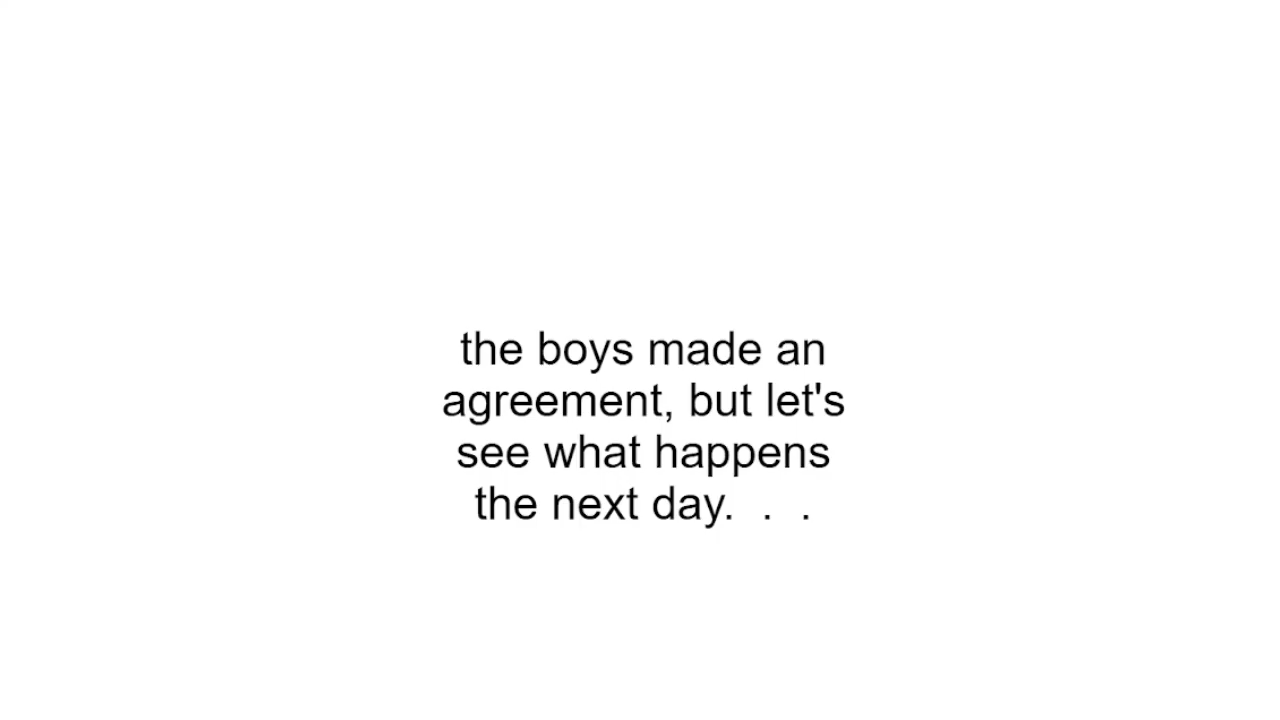 the boys made an
agreement, but let's
see what happens
the next day.  .  .